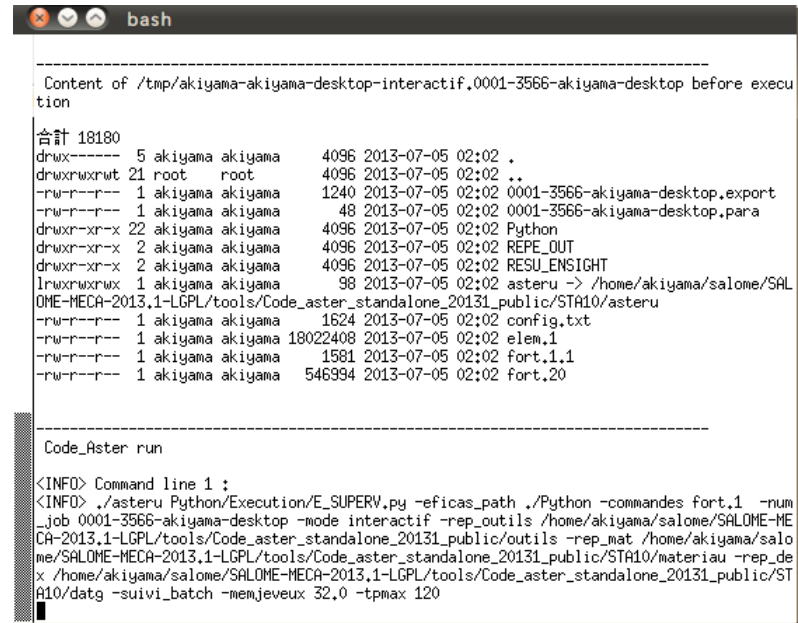 bash
--------------------------------------------------------------------------------
Content of /tmp/akiyama-akiyama-desktop-interactif.0001-3566-akiyama-desktop before execu
tion
合計 18180
drwx------  5 akiyama akiyama     4096 2013-07-05 02:02 .
drwxrwxrwt 21 root    root        4096 2013-07-05 02:02 ..
-rw-r--r--  1 akiyama akiyama     1240 2013-07-05 02:02 0001-3566-akiyama-desktop.export
-rw-r--r--  1 akiyama akiyama       48 2013-07-05 02:02 0001-3566-akiyama-desktop.para
drwxr-xr-x 22 akiyama akiyama     4096 2013-07-05 02:02 Python
drwxr-xr-x  2 akiyama akiyama     4096 2013-07-05 02:02 REPE_OUT
drwxr-xr-x  2 akiyama akiyama     4096 2013-07-05 02:02 RESU_ENSIGHT
lrwxrwxrwx  1 akiyama akiyama       98 2013-07-05 02:02 asteru -> /home/akiyama/salome/SAL
OME-MECA-2013.1-LGPL/tools/Code_aster_standalone_20131_public/STA10/asteru
-rw-r--r--  1 akiyama akiyama     1624 2013-07-05 02:02 config.txt
-rw-r--r--  1 akiyama akiyama 18022408 2013-07-05 02:02 elem.1
-rw-r--r--  1 akiyama akiyama     1581 2013-07-05 02:02 fort.1.1
-rw-r--r--  1 akiyama akiyama   546994 2013-07-05 02:02 fort.20
--------------------------------------------------------------------------------
Code_Aster run
<INFO> Command line 1 :
<INFO> ./asteru Python/Execution/E_SUPERV.py -eficas_path ./Python -commandes fort.1  -num
_job 0001-3566-akiyama-desktop -mode interactif -rep_outils /home/akiyama/salome/SALOME-ME
CA-2013.1-LGPL/tools/Code_aster_standalone_20131_public/outils -rep_mat /home/akiyama/salo
me/SALOME-MECA-2013.1-LGPL/tools/Code_aster_standalone_20131_public/STA10/materiau -rep_de
x /home/akiyama/salome/SALOME-MECA-2013.1-LGPL/tools/Code_aster_standalone_20131_public/ST
A10/datg -suivi_batch -memjeveux 32.0 -tpmax 120